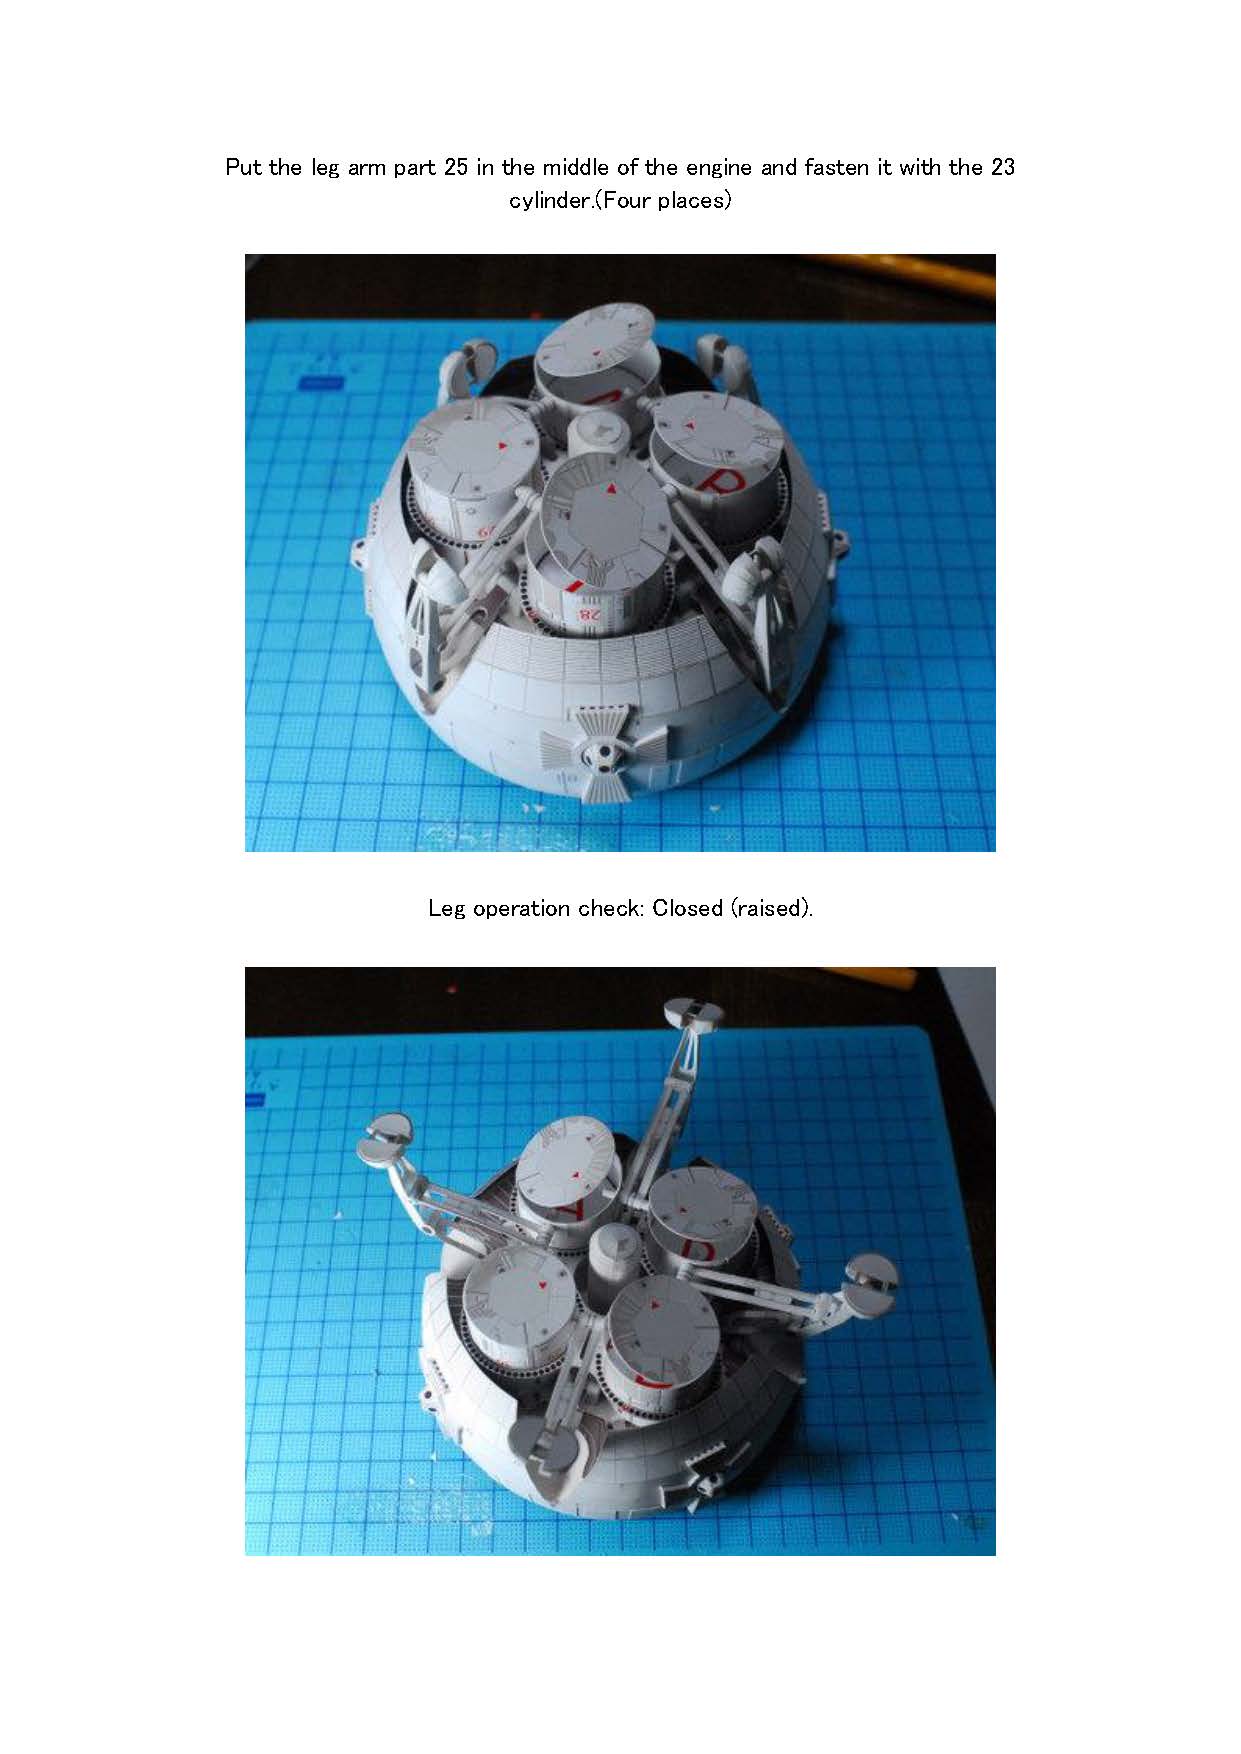 Put the leg arm part 25 in the middle of the engine and fasten it with the 23
cylinder.(Four places)
28
Leg operation check: Closed (raised).